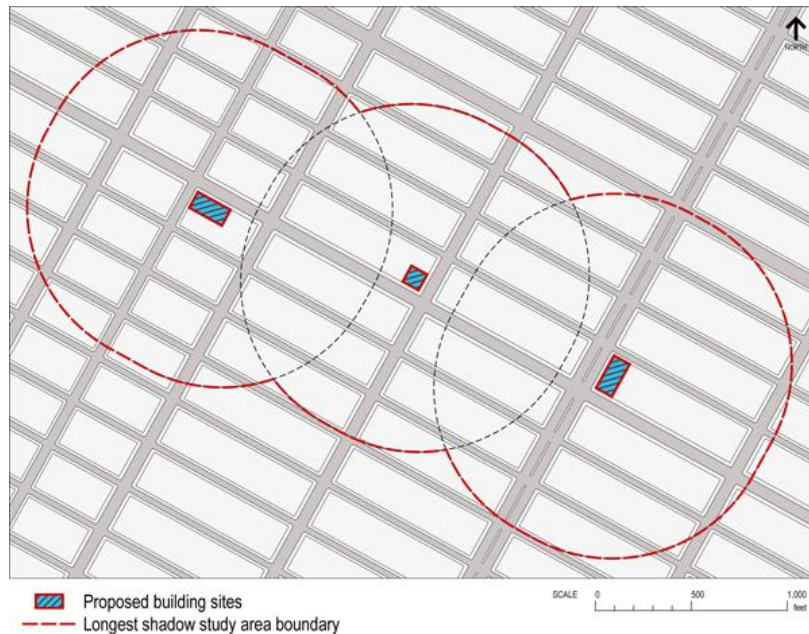 NORTH
Proposed building sites
Longest shadow study area boundary
SCALE 0 500 1,000
feet